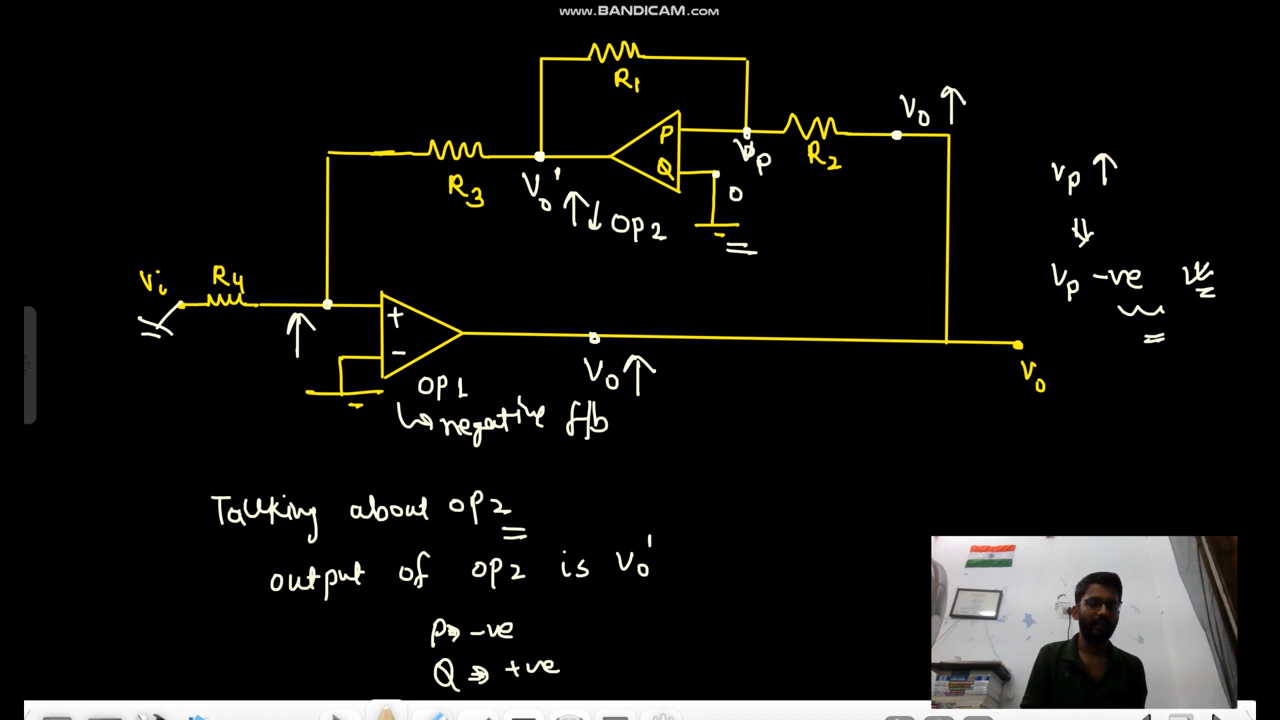 www.BANDICAM.com
R1
Vo ↑
P
Vp
R2
Q
R3
Vo' ↑↓ OP2
0
Vp ↑
⇓
Vp -ve
Vi
R4
+
-
OP1
Vo ↑
Vo
↳ negative f/b
Talking about OP2
output of OP2 is Vo'
P⇒ -ve
Q ⇒ +ve